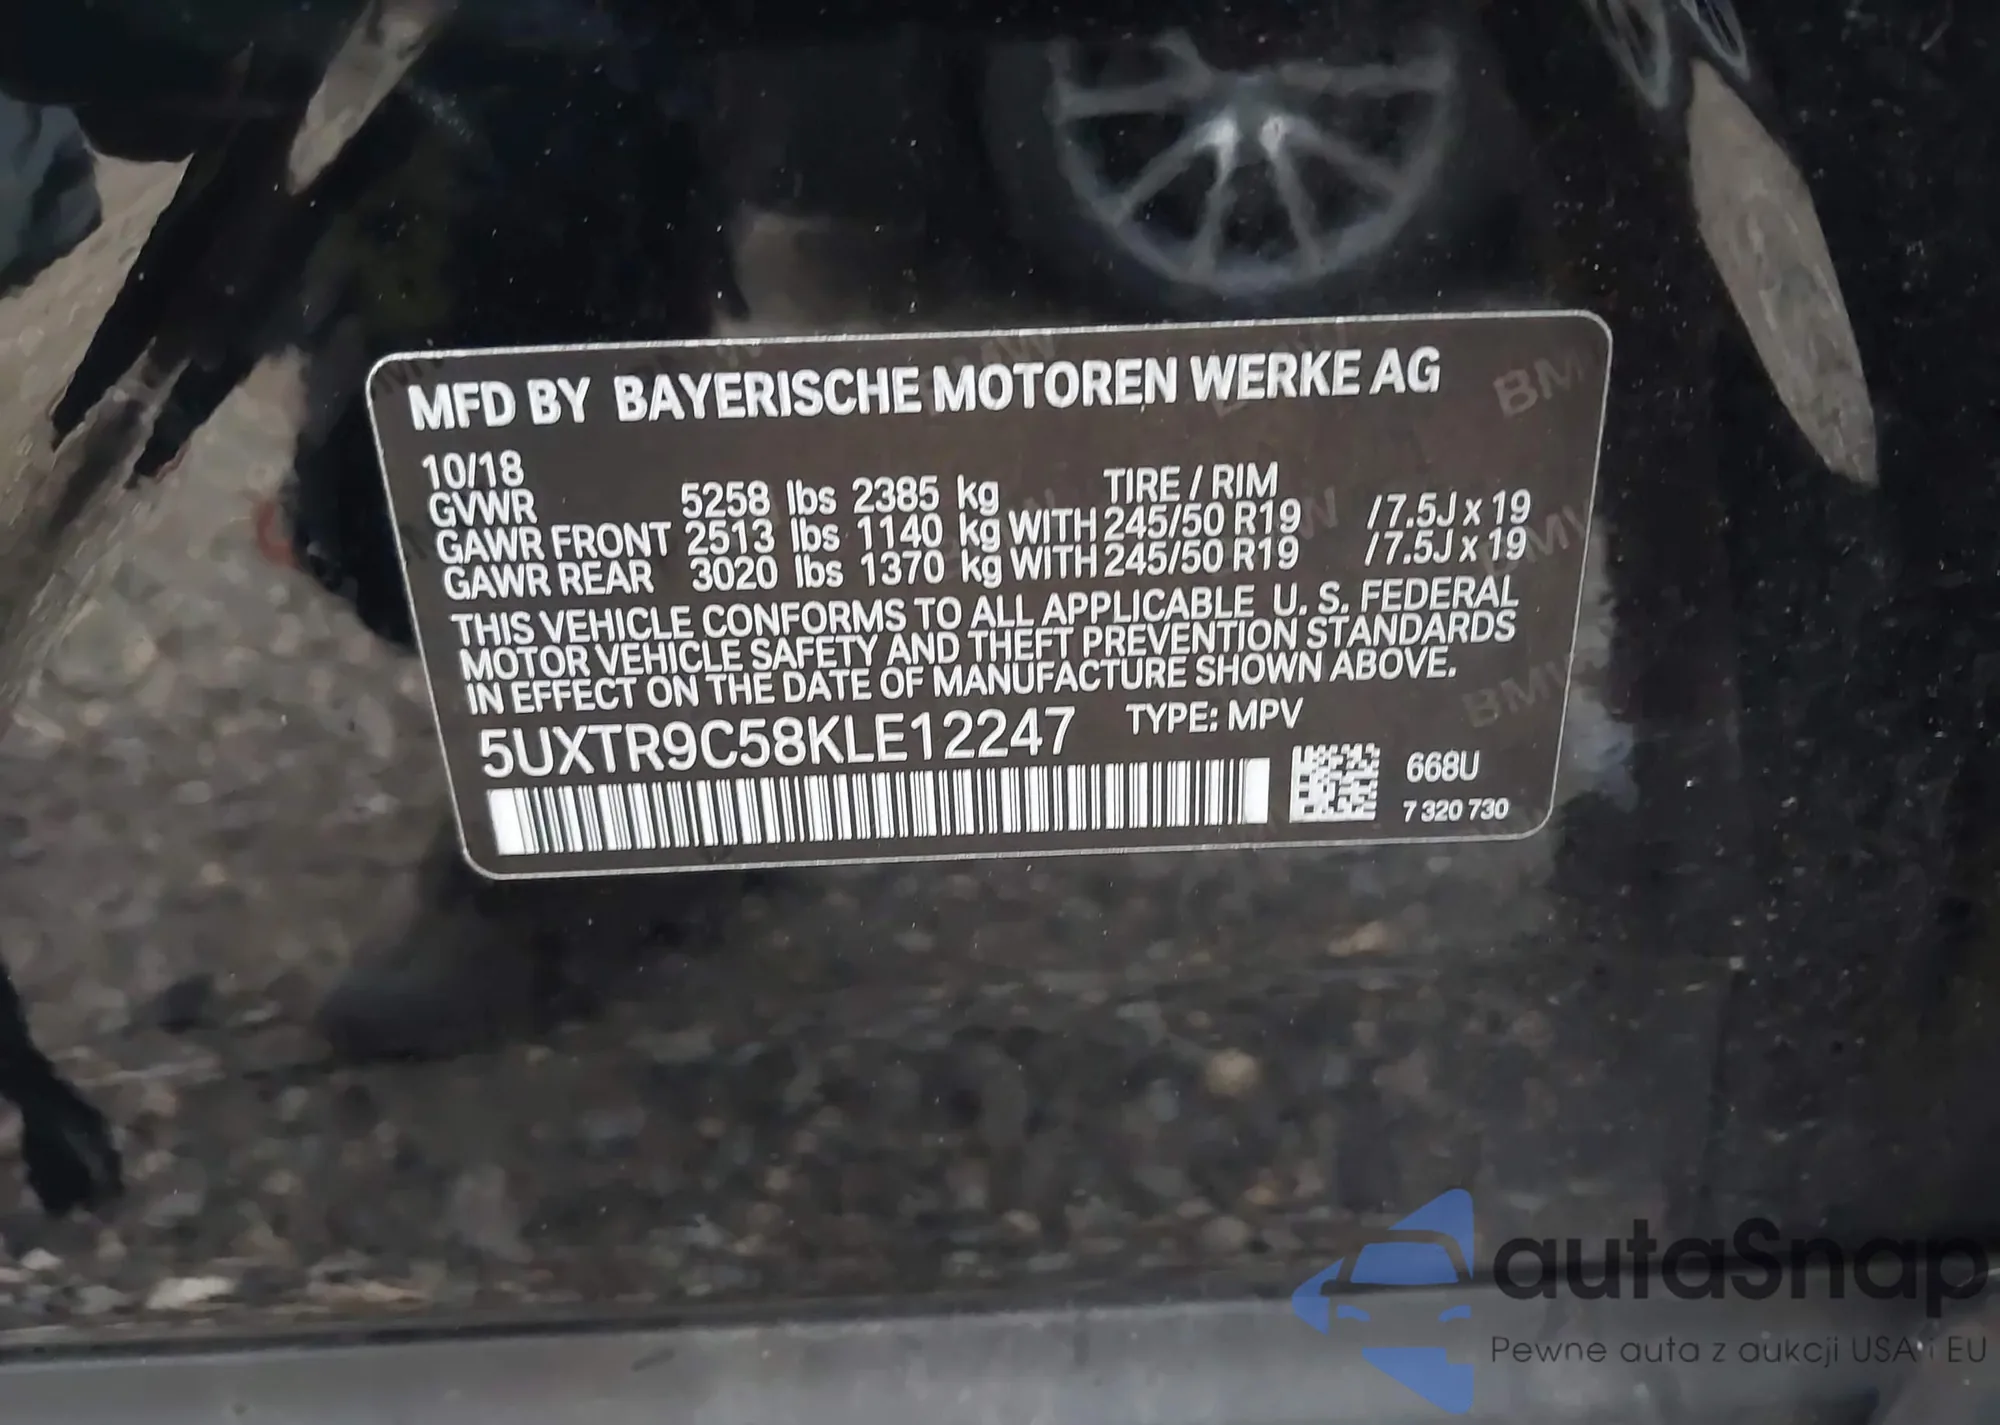 MFD BY BAYERISCHE MOTOREN WERKE AG
10/18 TIRE / RIM
GVWR 5258 lbs 2385 kg
GAWR FRONT 2513 lbs 1140 kg WITH 245/50 R19 / 7.5J x 19
GAWR REAR 3020 lbs 1370 kg WITH 245/50 R19 / 7.5J x 19
THIS VEHICLE CONFORMS TO ALL APPLICABLE U. S. FEDERAL
MOTOR VEHICLE SAFETY AND THEFT PREVENTION STANDARDS
IN EFFECT ON THE DATE OF MANUFACTURE SHOWN ABOVE.
5UXTR9C58KLE12247 TYPE: MPV
668U
7 320 730
autaSnap
Pewne auta z aukcji USA i EU